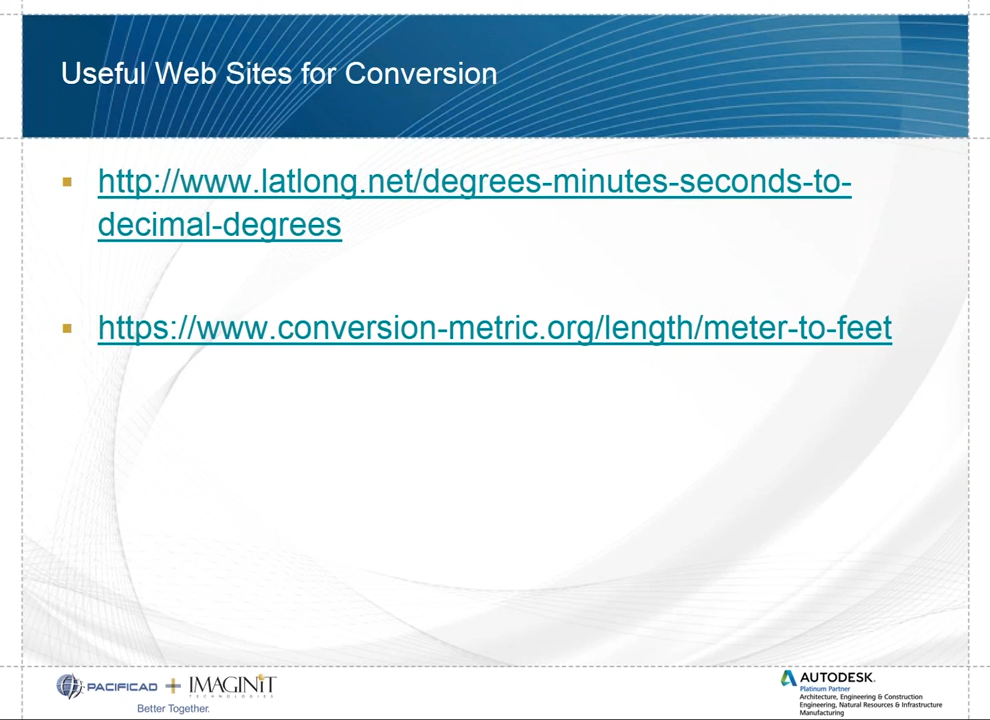 Useful Web Sites for Conversion
http://www.latlong.net/degrees-minutes-seconds-to-
decimal-degrees
https://www.conversion-metric.org/length/meter-to-feet
PACIFICAD + IMAGINiT
TECHNOLOGIES
Better Together.
AUTODESK.
Platinum Partner
Architecture, Engineering & Construction
Engineering, Natural Resources & Infrastructure
Manufacturing